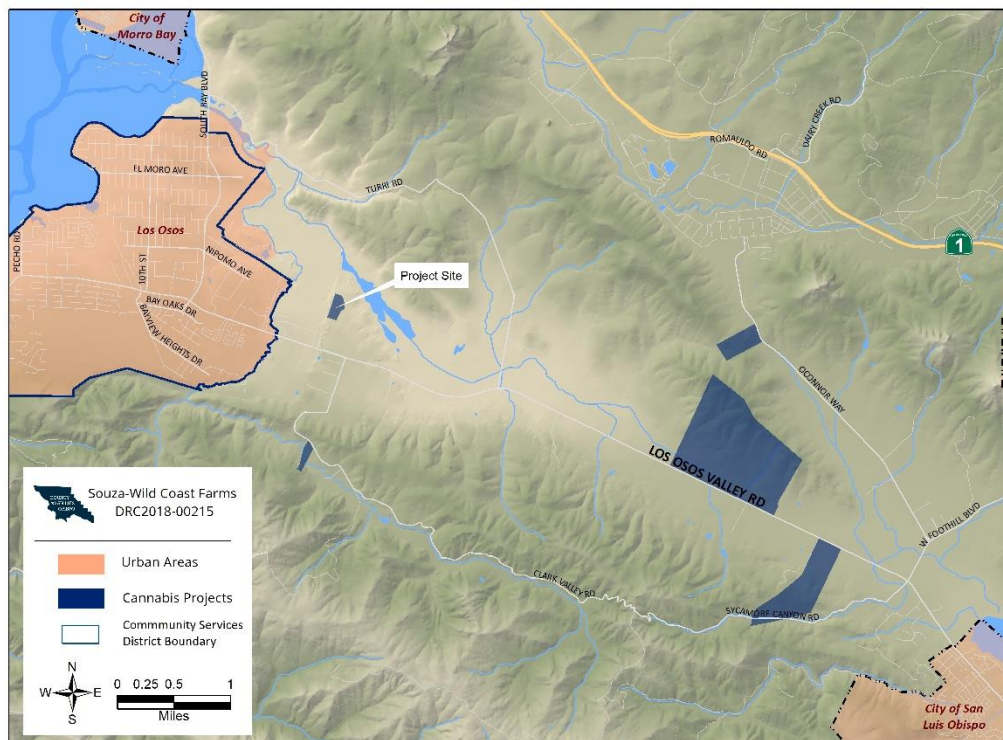 City of
Morro Bay
SOUTH BAY BLVD
DAIRY CREEK RD
ROMAULDO RD
EL MORO AVE
TURRI RD
Los Osos
PECHO RD
NIPOMO AVE
10TH ST
Project Site
1
BAY OAKS DR
BAYVIEW HEIGHTS DR
OCONNOR WAY
LOS OSOS VALLEY RD
W FOOTHILL BLVD
CLARK VALLEY RD
SYCAMORE CANYON RD
City of San
Luis Obispo
Souza-Wild Coast Farms
DRC2018-00215
Urban Areas
Cannabis Projects
Commmunity Services
District Boundary
N
W
E
S
0 0.25 0.5 1
Miles